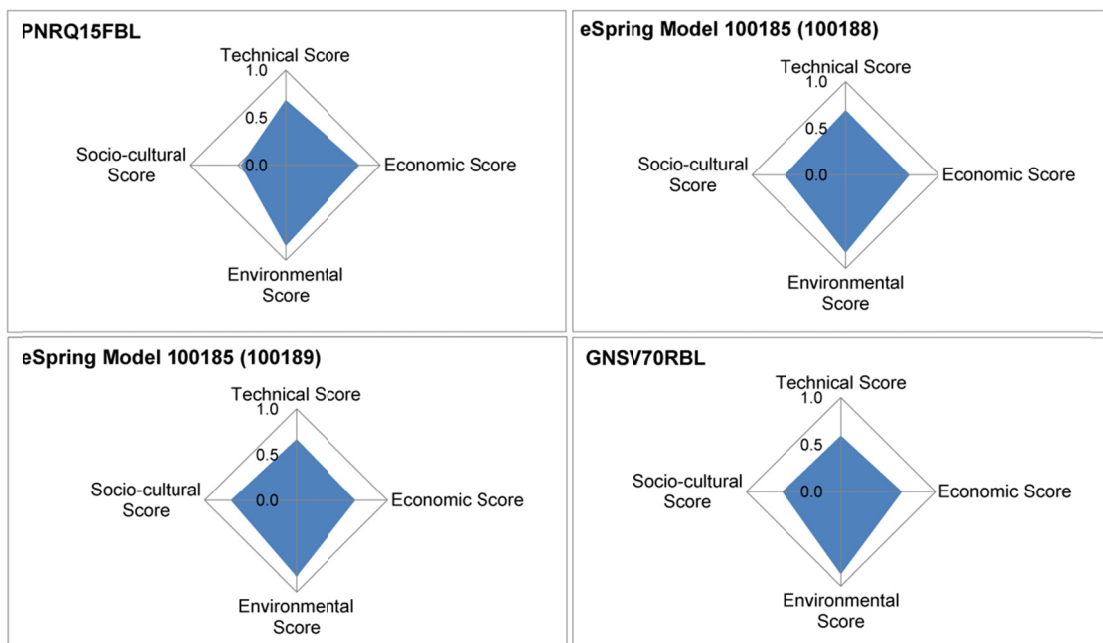 PNRQ15FBL
Technical Score
1.0
0.5
Socio-cultural
Score
0.0
Economic Score
Environmental
Score
eSpring Model 100185 (100188)
Technical Score
1.0
0.5
Socio-cultural
Score
0.0
Economic Score
Environmental
Score
eSpring Model 100185 (100189)
Technical Score
1.0
0.5
Socio-cultural
Score
0.0
Economic Score
Environmental
Score
GNSV70RBL
Technical Score
1.0
0.5
Socio-cultural
Score
0.0
Economic Score
Environmental
Score